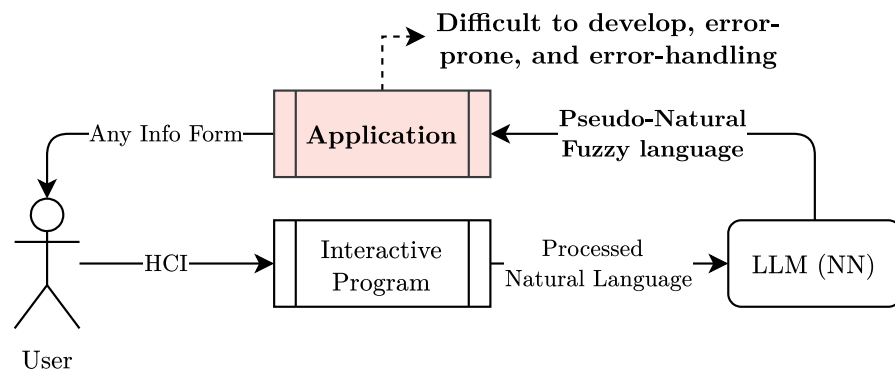 Difficult to develop, error-
prone, and error-handling
Any Info Form
Application
Pseudo-Natural
Fuzzy language
HCI
Interactive
Program
Processed
Natural Language
LLM (NN)
User